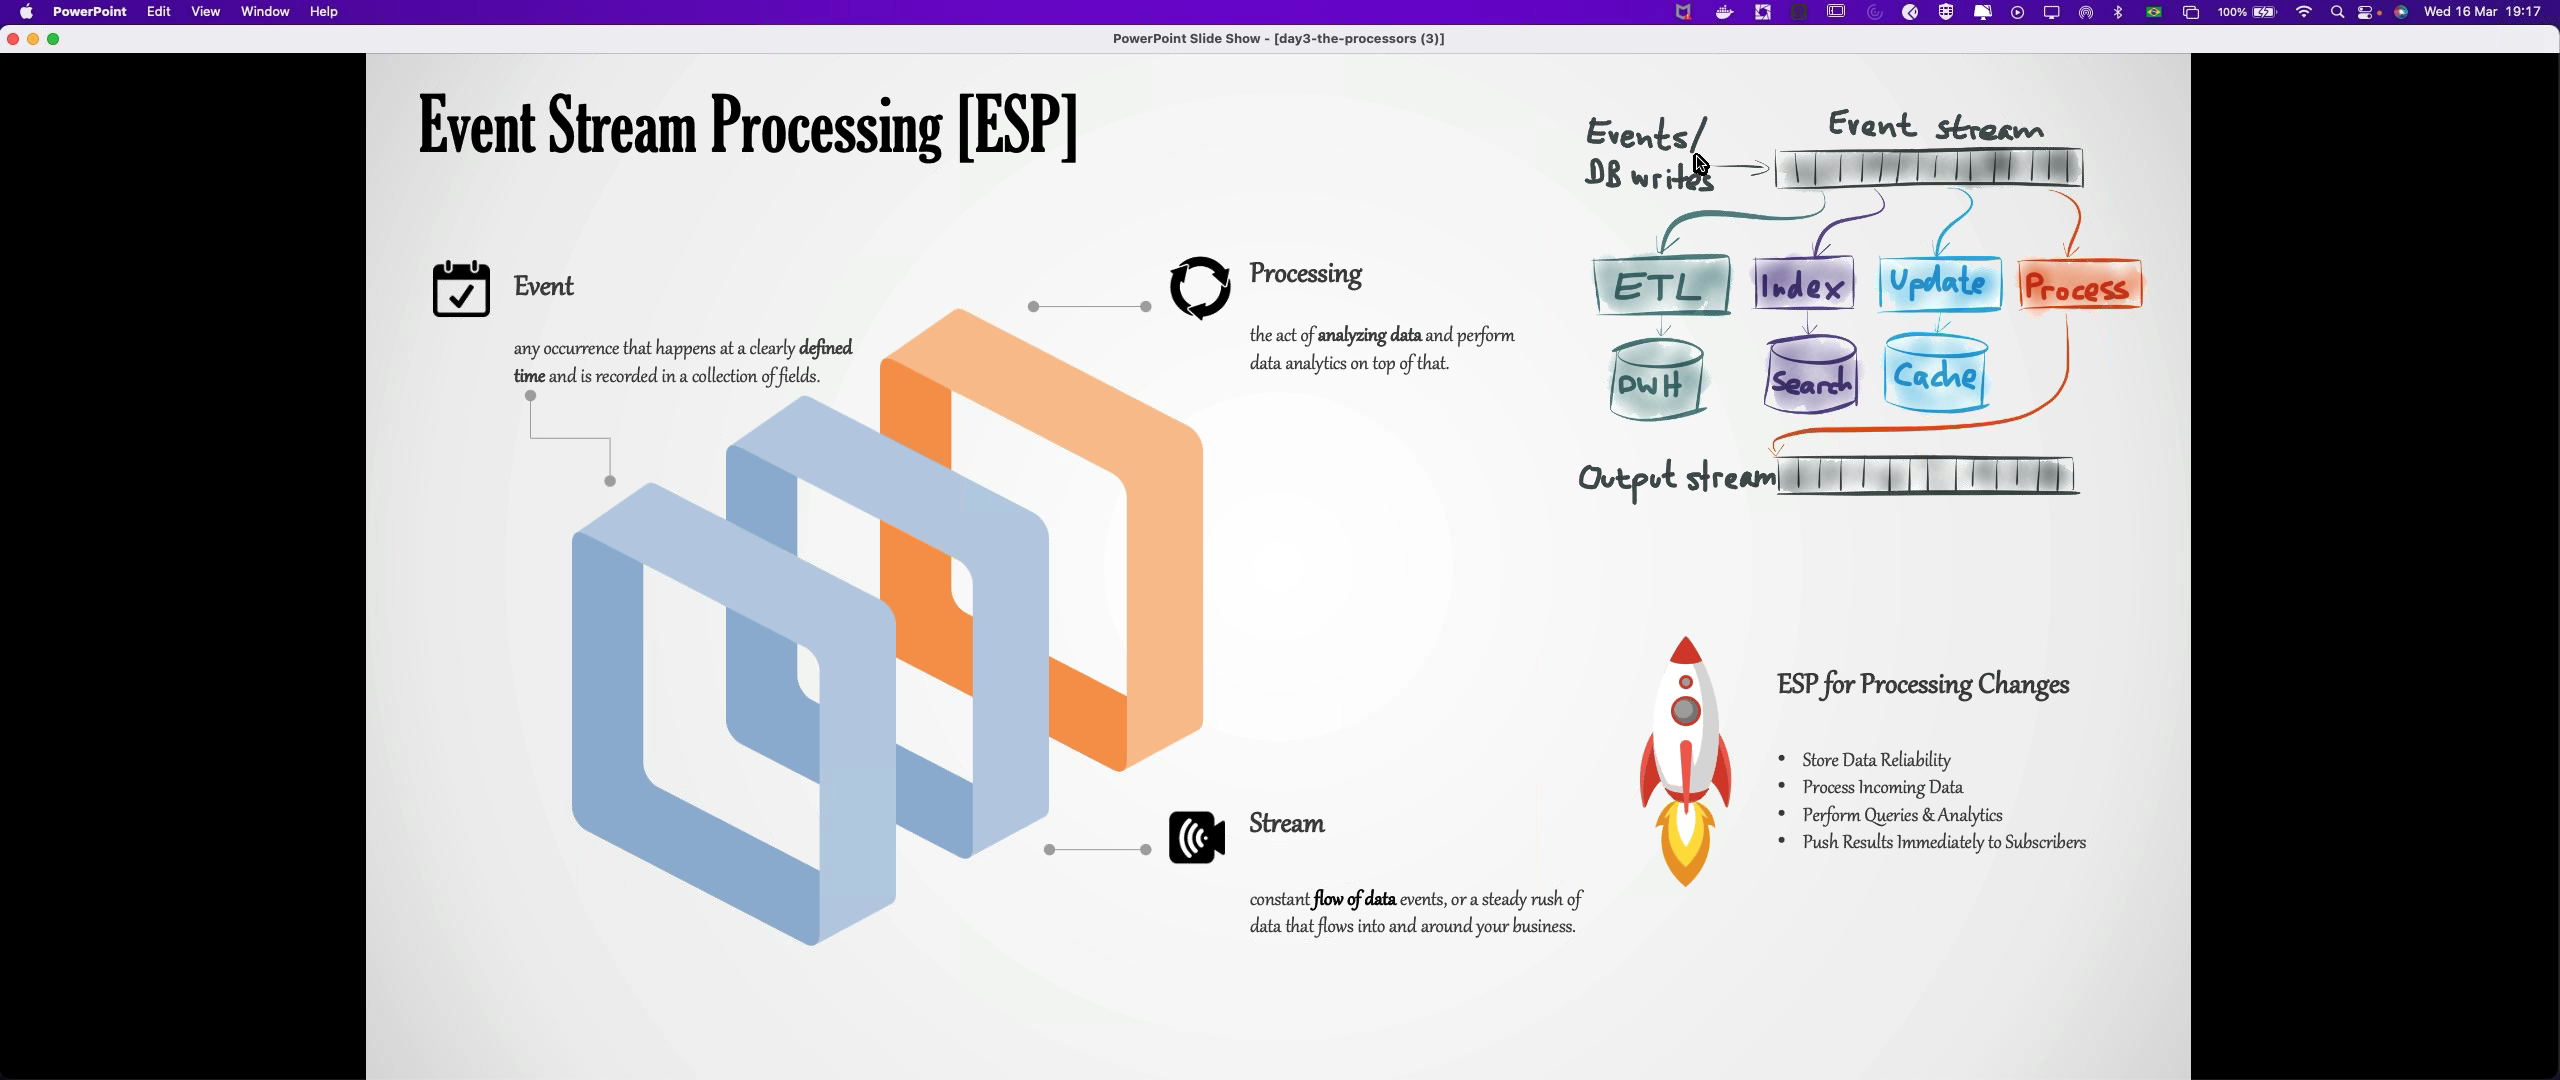 PowerPoint Edit View Window Help
100% Wed 16 Mar 19:17
PowerPoint Slide Show - [day3-the-processors (3)]
Event Stream Processing [ESP]
Event
any occurrence that happens at a clearly defined
time and is recorded in a collection of fields.
Processing
the act of analyzing data and perform
data analytics on top of that.
Stream
constant flow of data events, or a steady rush of
data that flows into and around your business.
Events/
DB writes
Event stream
ETL Index Update Process
DWH Search Cache
Output stream
ESP for Processing Changes
• Store Data Reliability
• Process Incoming Data
• Perform Queries & Analytics
• Push Results Immediately to Subscribers